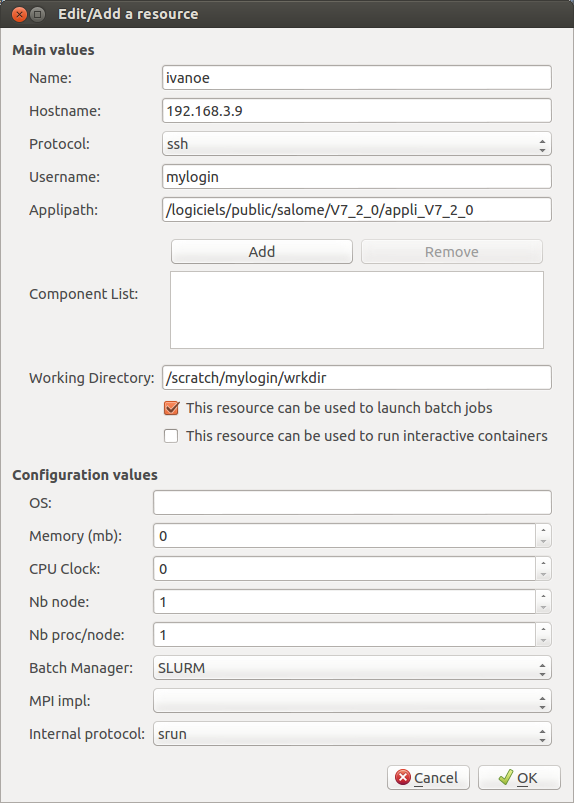 Edit/Add a resource
Main values
Name: ivanoe
Hostname: 192.168.3.9
Protocol: ssh
Username: mylogin
Applipath: /logiciels/public/salome/V7_2_0/appli_V7_2_0
Add Remove
Component List:
Working Directory: /scratch/mylogin/wrkdir
This resource can be used to launch batch jobs
This resource can be used to run interactive containers
Configuration values
OS:
Memory (mb): 0
CPU Clock: 0
Nb node: 1
Nb proc/node: 1
Batch Manager: SLURM
MPI impl:
Internal protocol: srun
Cancel OK